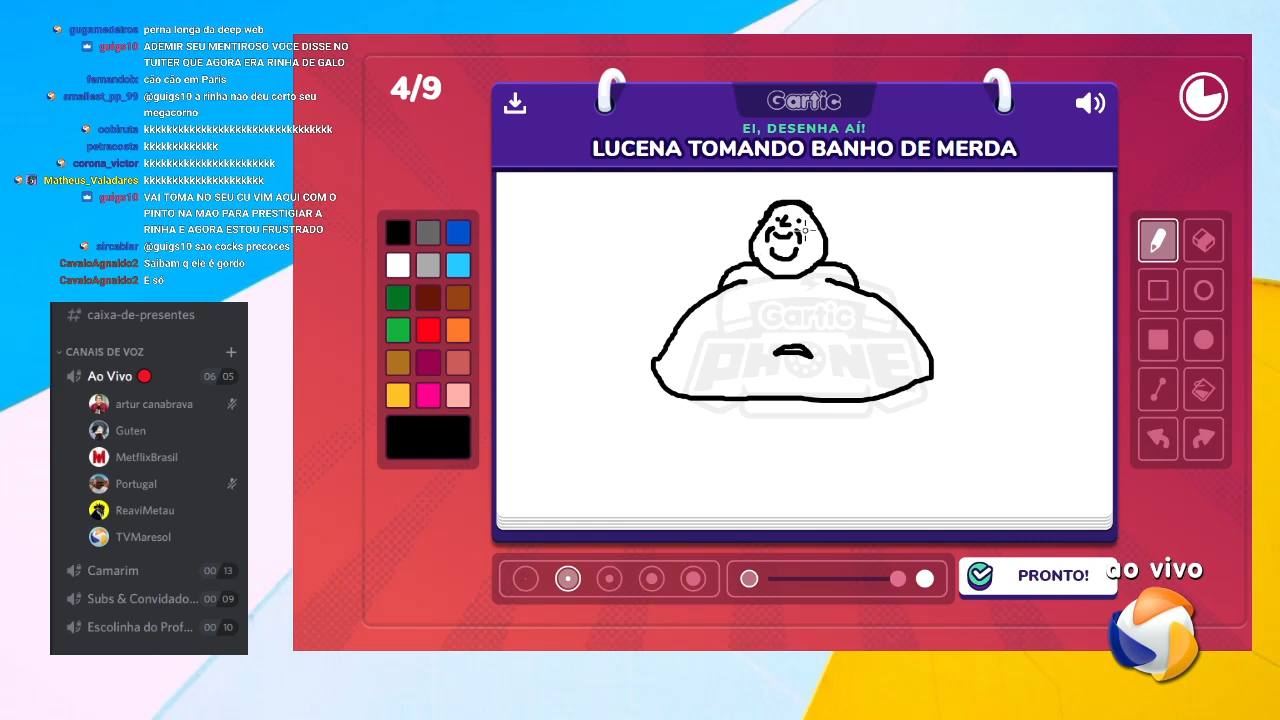 gugamedeiros perna longa da deep web
guigs10 ADEMIR SEU MENTIROSO VOCE DISSE NO
TUITER QUE AGORA ERA RINHA DE GALO
fernandoix cão cão em Paris
smallest_pp_99 @guigs10 a rinha nao deu certo seu
megacorno
oobiruta kkkkkkkkkkkkkkkkkkkkkkkkkkkkkkkk
petracosta kkkkkkkkkkkk
corona_victor kkkkkkkkkkkkkkkkkkkkkk
Matheus_Valadares kkkkkkkkkkkkkkkkkkkk
guigs10 VAI TOMA NO SEU CU VIM AQUI COM O
PINTO NA MAO PARA PRESTIGIAR A
RINHA E AGORA ESTOU FRUSTRADO
sircabiar @guigs10 sao cocks precoces
CavaloAgnaldo2 Saibam q ele é gordo
CavaloAgnaldo2 E só
caixa-de-presentes
CANAIS DE VOZ
Ao Vivo 06 05
artur canabrava
Guten
MetflixBrasil
Portugal
ReaviMetau
TVMaresol
Camarim 00 13
Subs & Convidado... 00 09
Escolinha do Prof... 00 10
4/9
Gartic
EI, DESENHA AÍ!
LUCENA TOMANDO BANHO DE MERDA
Gartic
PHONE
PRONTO!
ao vivo